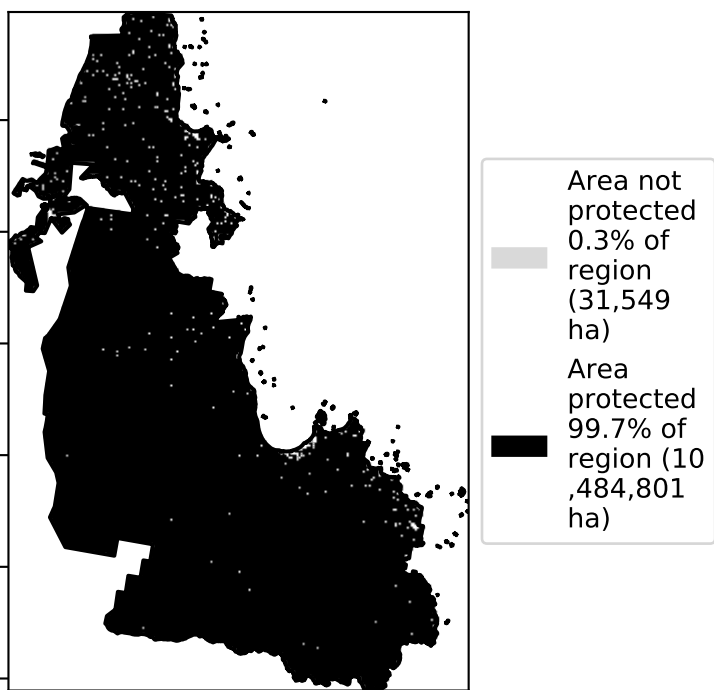 Area not
protected
0.3% of
region
(31,549
ha)
Area
protected
99.7% of
region (10
,484,801
ha)